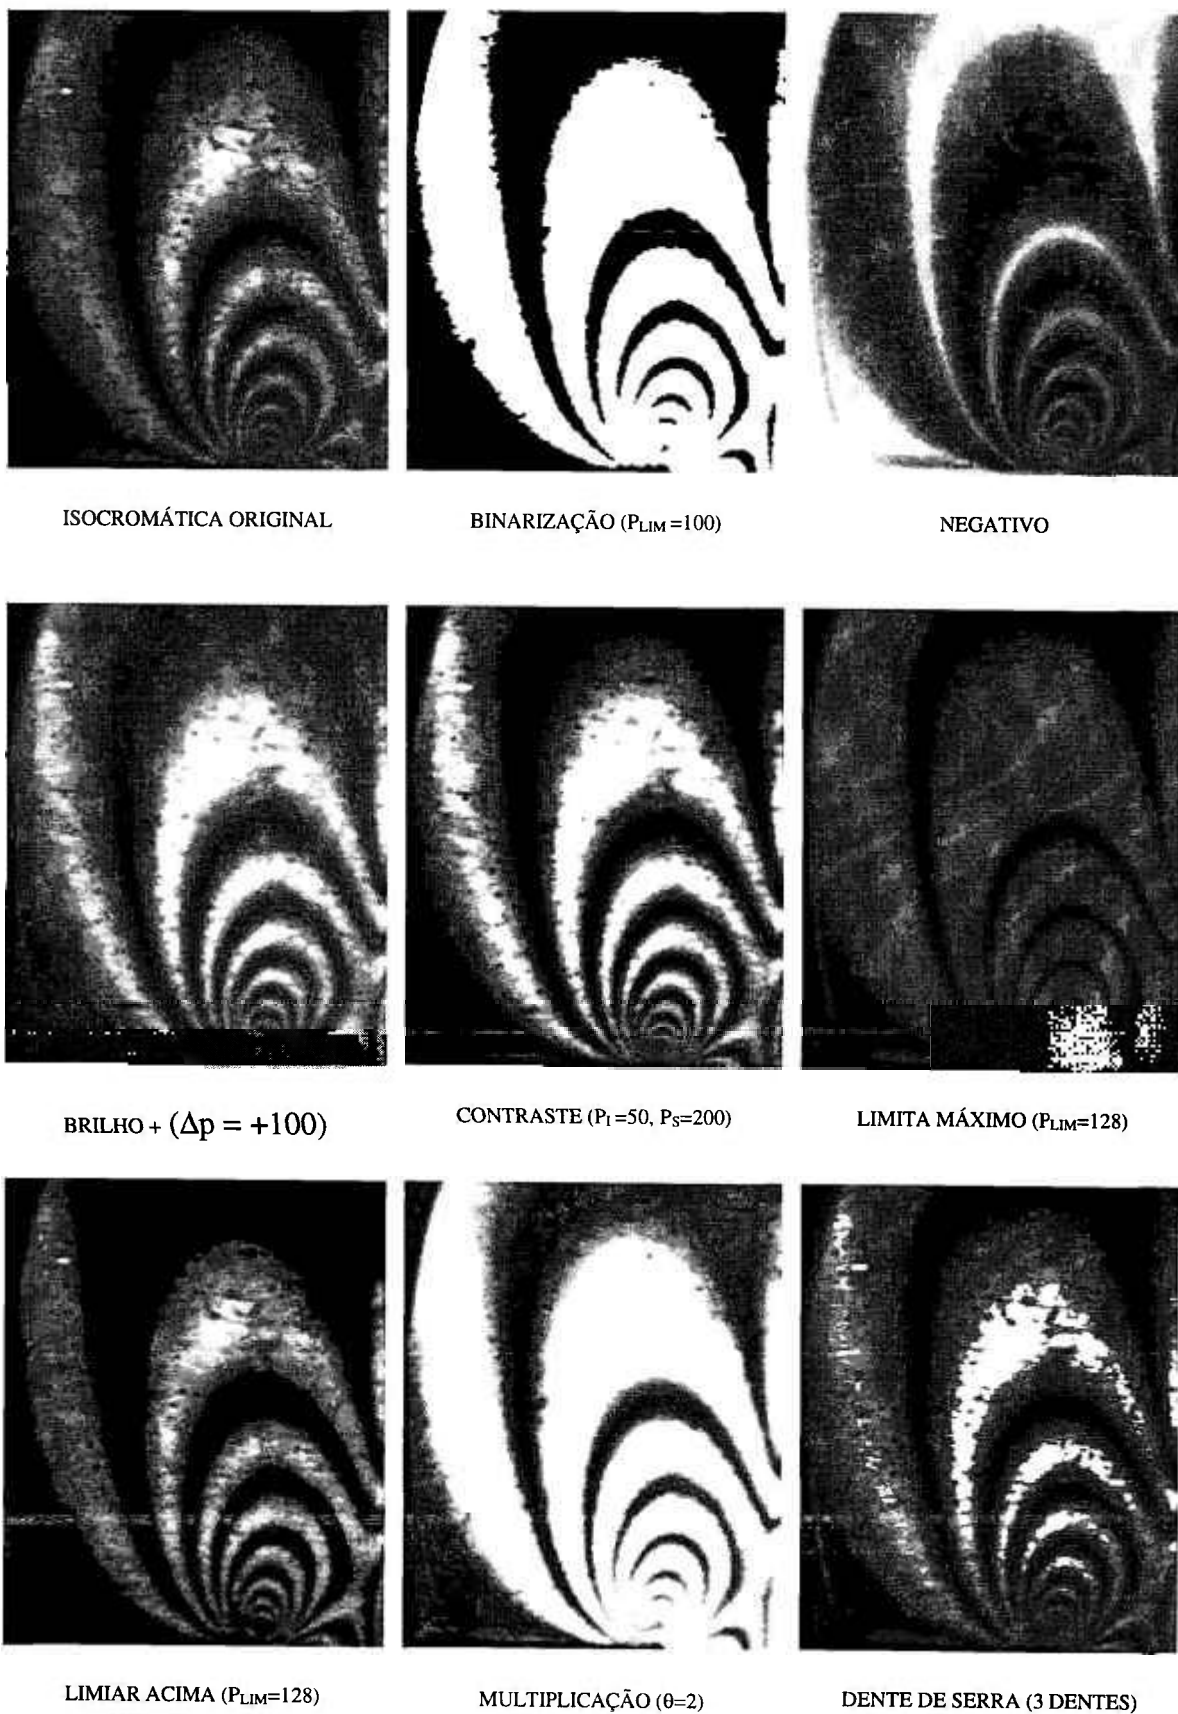 ISOCROMÁTICA ORIGINAL
BINARIZAÇÃO (PLIM =100)
NEGATIVO
BRILHO + (Δp = +100)
CONTRASTE (PI =50, PS=200)
LIMITA MÁXIMO (PLIM=128)
LIMIAR ACIMA (PLIM=128)
MULTIPLICAÇÃO (θ=2)
DENTE DE SERRA (3 DENTES)